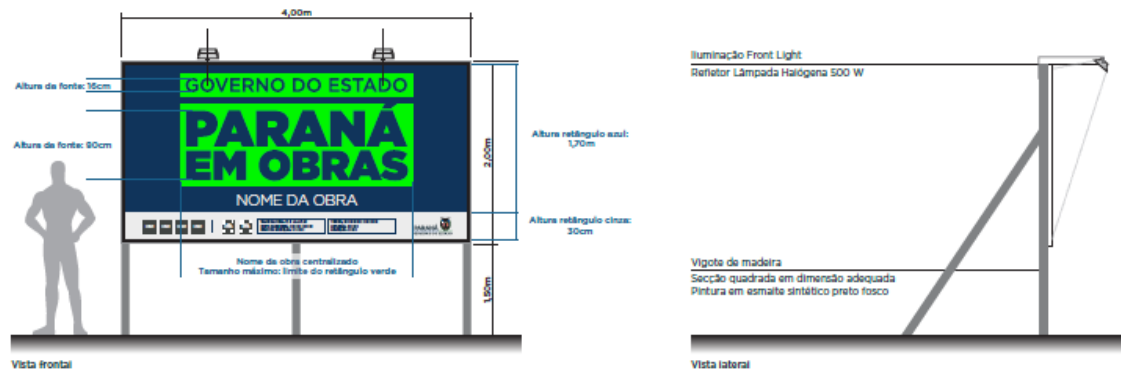 4,00m
Altura da fonte: 16cm
Altura da fonte: 80cm
GOVERNO DO ESTADO
PARANÁ
EM OBRAS
NOME DA OBRA
PARANÁ
2,00m
1,50m
Altura retângulo azul:
1,70m
Altura retângulo cinza:
30cm
Nome da obra centralizado
Tamanho máximo: limite do retângulo verde
Vista frontal
Iluminação Front Light
Refletor Lâmpada Halógena 500 W
Vigote de madeira
Secção quadrada em dimensão adequada
Pintura em esmalte sintético preto fosco
Vista lateral